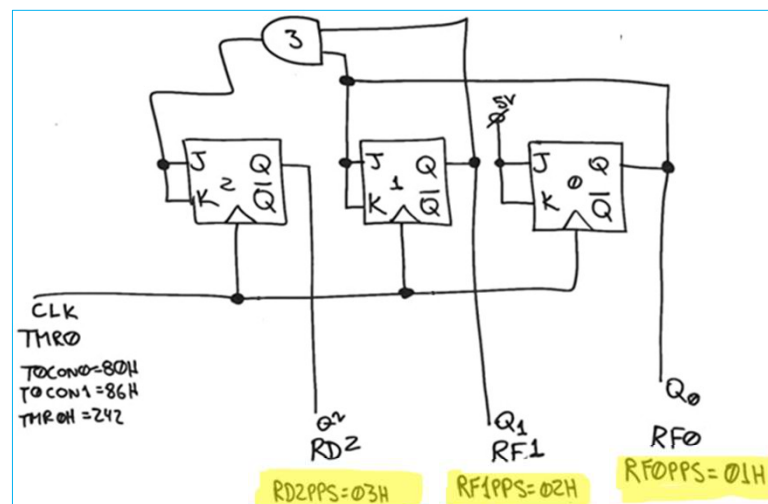 3
5V
J Q
2
K Q̅
J Q
1
K Q̅
J Q
0
K Q̅
CLK
TMR0
T0CON0=80H
T0CON1=86H
TMR0H=242
Q2
RD2
RD2PPS=03H
Q1
RF1
RF1PPS=02H
Q0
RF0
RF0PPS=01H